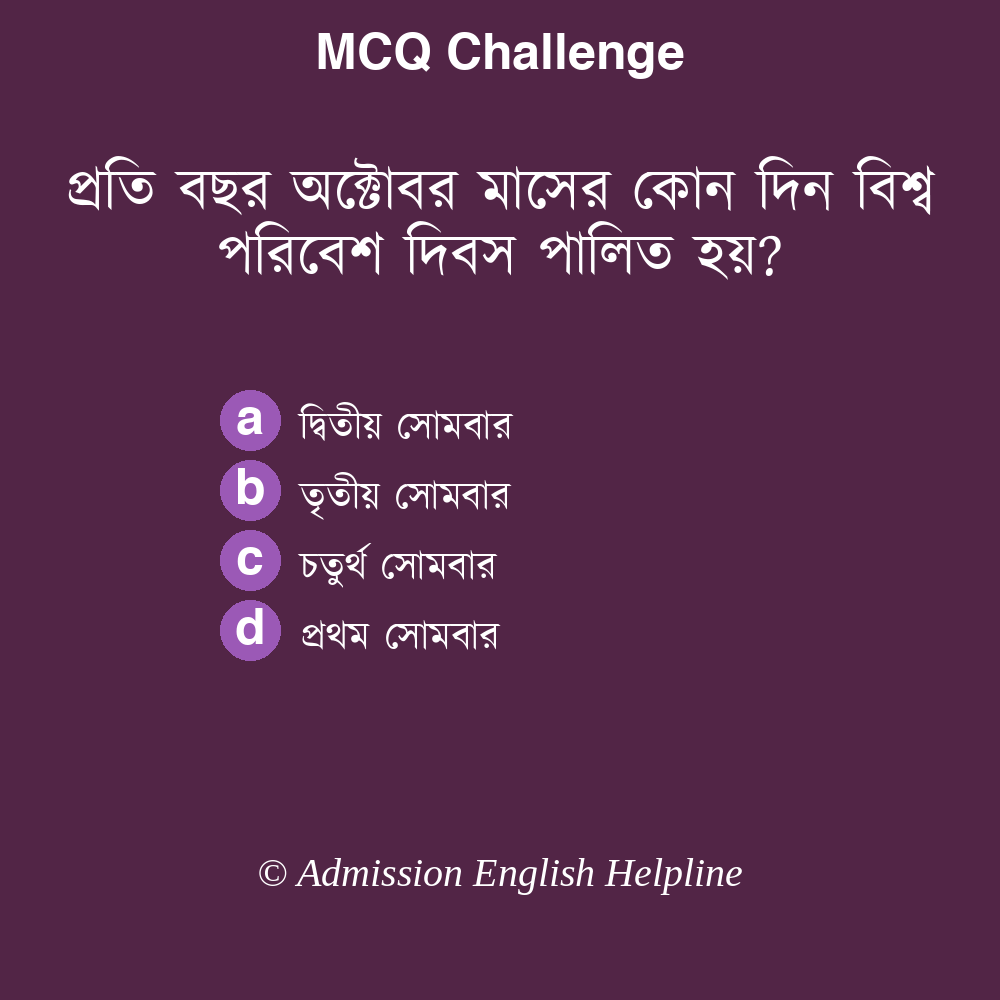 MCQ Challenge
প্রতি বছর অক্টোবর মাসের কোন দিন বিশ্ব
পরিবেশ দিবস পালিত হয়?
a দ্বিতীয় সোমবার
b তৃতীয় সোমবার
c চতুর্থ সোমবার
d প্রথম সোমবার
© Admission English Helpline